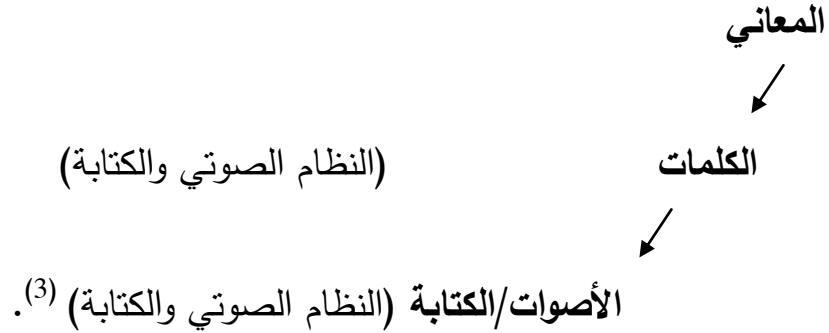 المعاني
الكلمات (النظام الصوتي والكتابة)
الأصوات/الكتابة (النظام الصوتي والكتابة) (3).